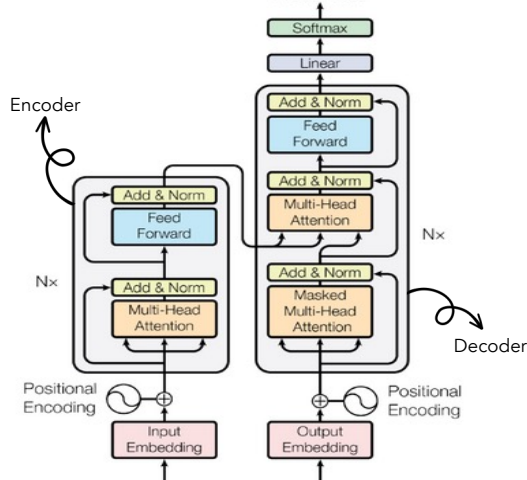 Softmax
Linear
Encoder
Add & Norm
Feed
Forward
Add & Norm
Multi-Head
Attention
Add & Norm
Masked
Multi-Head
Attention
Nx
Decoder
Add & Norm
Feed
Forward
Add & Norm
Multi-Head
Attention
Nx
Positional
Encoding
Positional
Encoding
Input
Embedding
Output
Embedding